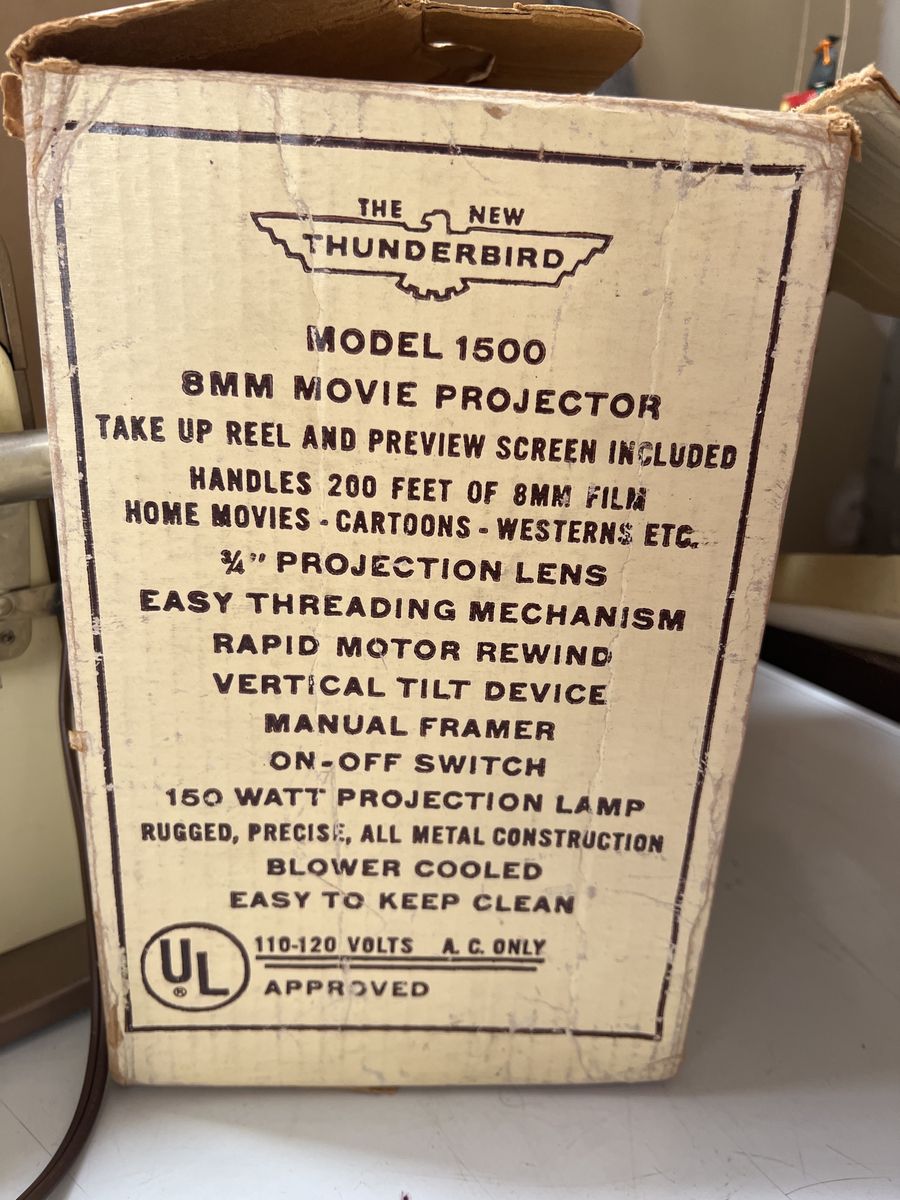 THE NEW
THUNDERBIRD
MODEL 1500
8MM MOVIE PROJECTOR
TAKE UP REEL AND PREVIEW SCREEN INCLUDED
HANDLES 200 FEET OF 8MM FILM
HOME MOVIES - CARTOONS - WESTERNS ETC.
¾" PROJECTION LENS
EASY THREADING MECHANISM
RAPID MOTOR REWIND
VERTICAL TILT DEVICE
MANUAL FRAMER
ON-OFF SWITCH
150 WATT PROJECTION LAMP
RUGGED, PRECISE, ALL METAL CONSTRUCTION
BLOWER COOLED
EASY TO KEEP CLEAN
UL ® 110-120 VOLTS A. C. ONLY
APPROVED